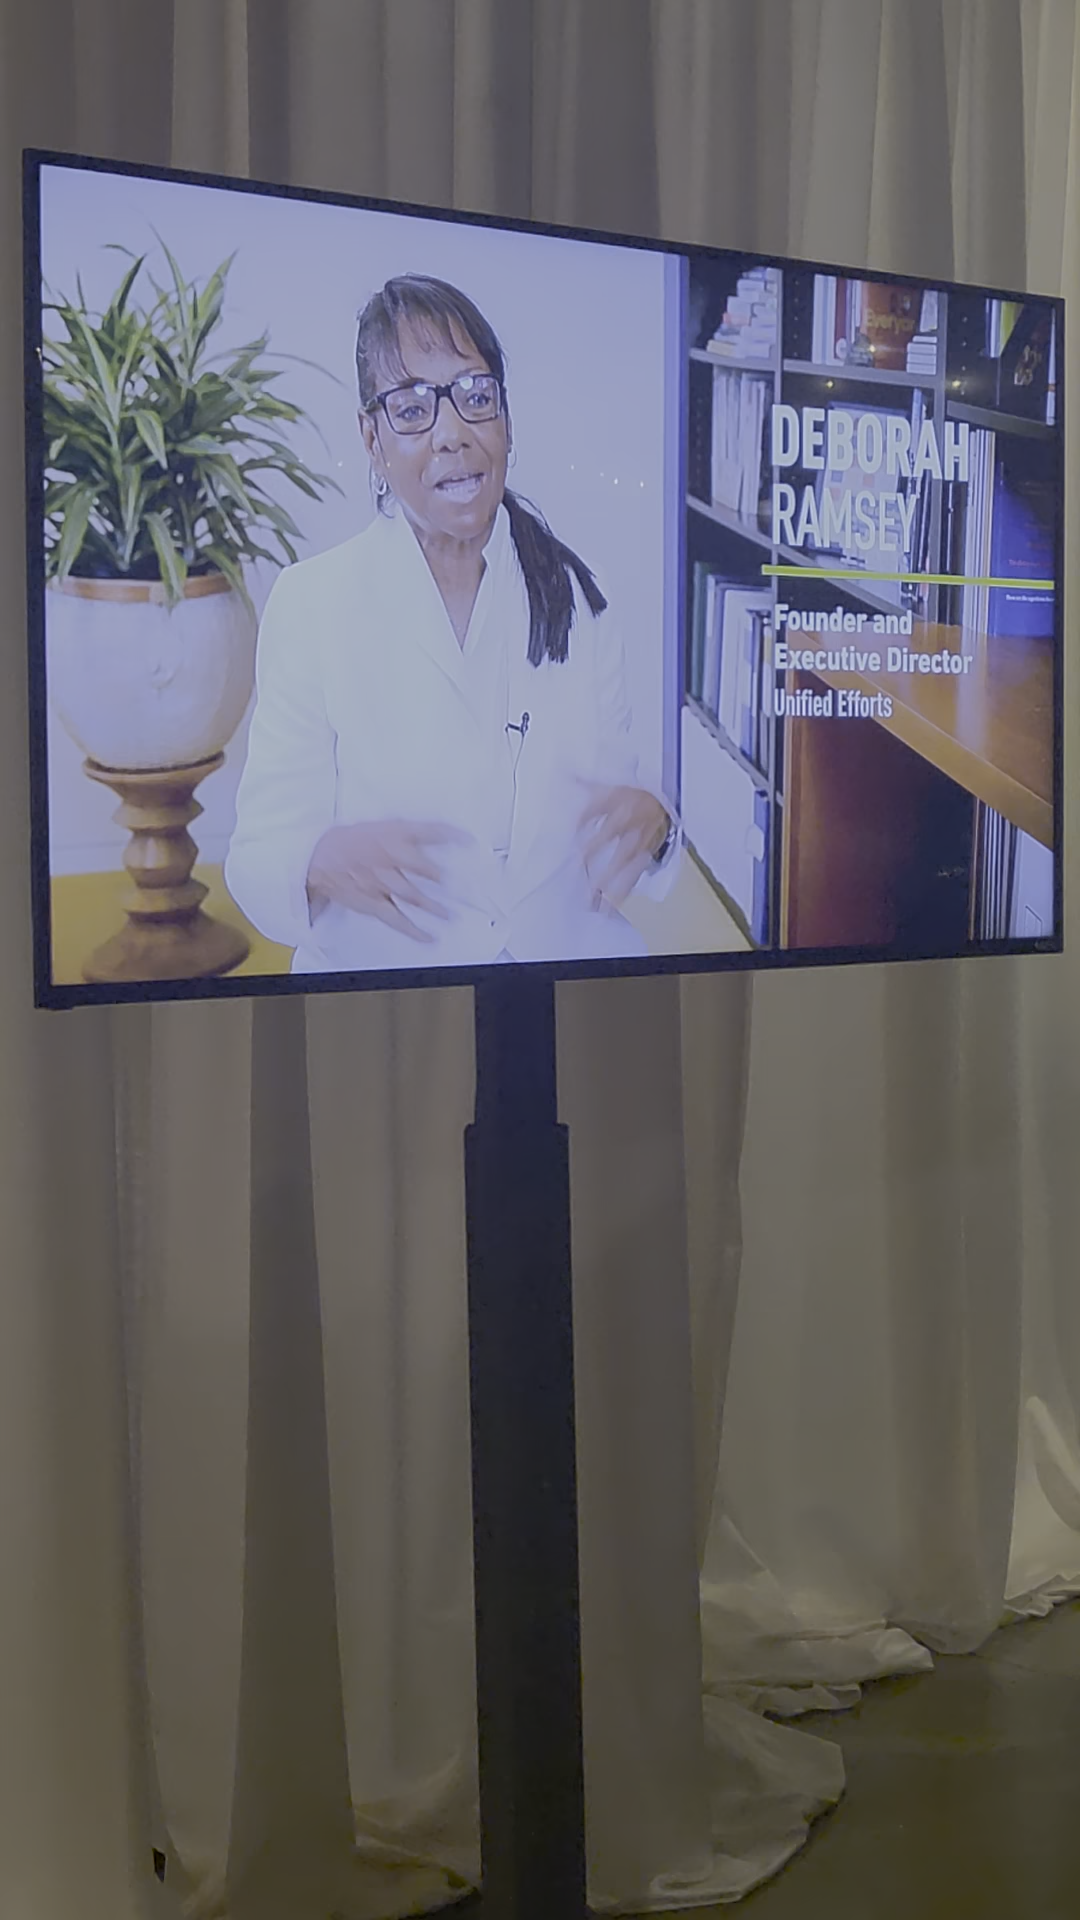 DEBORAH
RAMSEY
Founder and
Executive Director
Unified Efforts